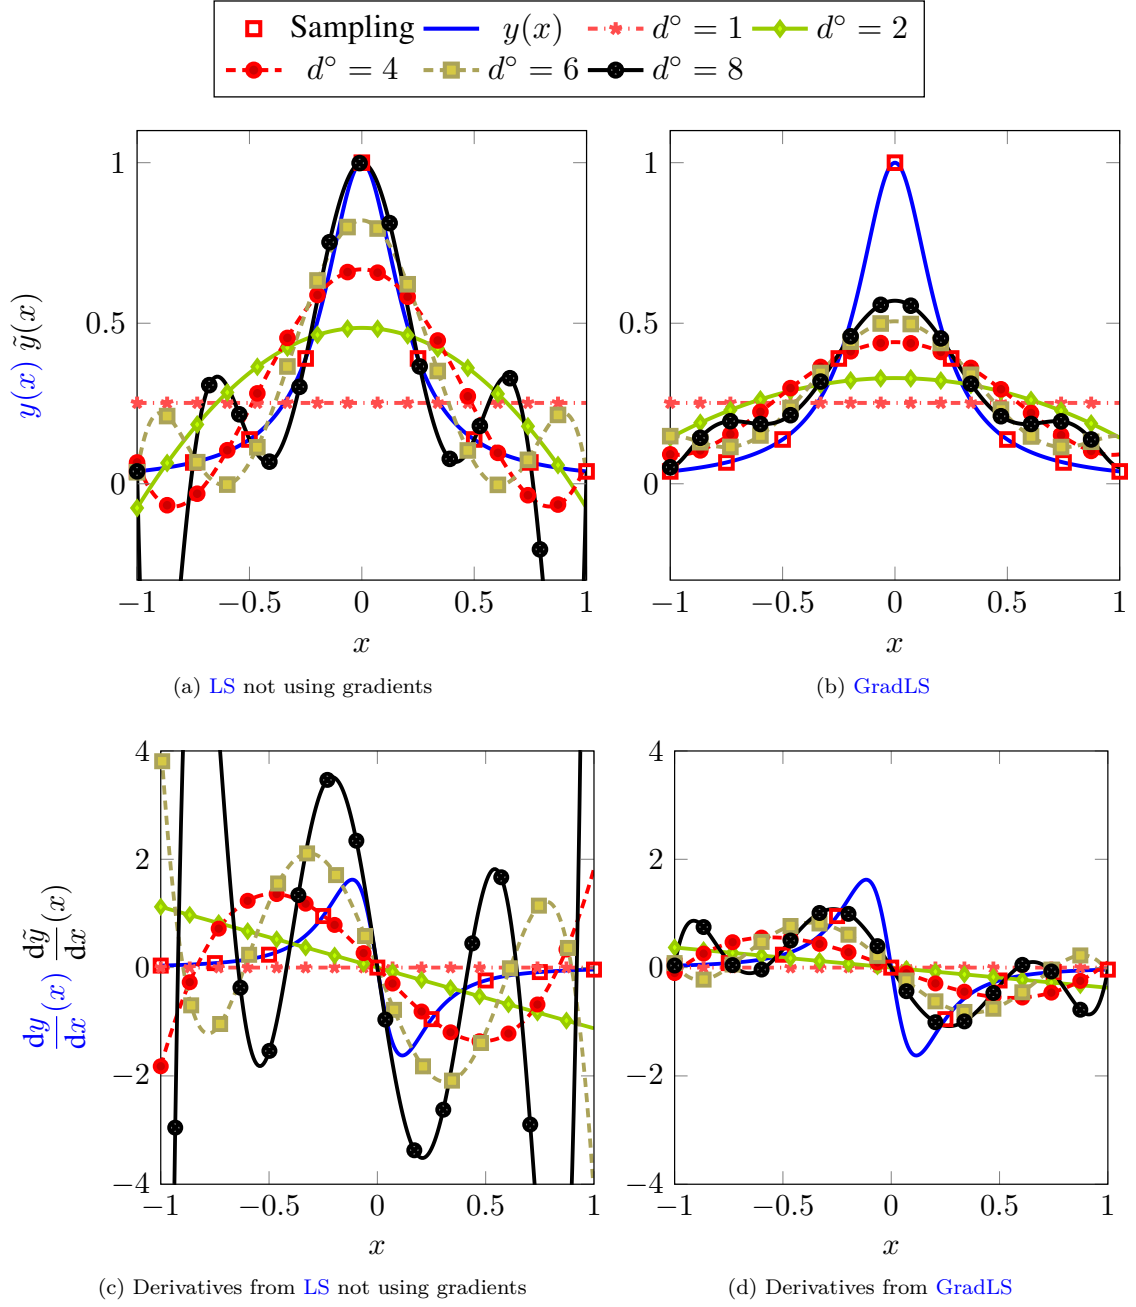 Sampling y(x) d° = 1 d° = 2
d° = 4 d° = 6 d° = 8
1
0.5
0
−1 −0.5 0 0.5 1
x
y(x) ỹ(x)
(a) LS not using gradients
1
0.5
0
−1 −0.5 0 0.5 1
x
(b) GradLS
4
2
0
−2
−4
−1 −0.5 0 0.5 1
x
dy/dx (x) dỹ/dx (x)
(c) Derivatives from LS not using gradients
4
2
0
−2
−4
−1 −0.5 0 0.5 1
x
(d) Derivatives from GradLS